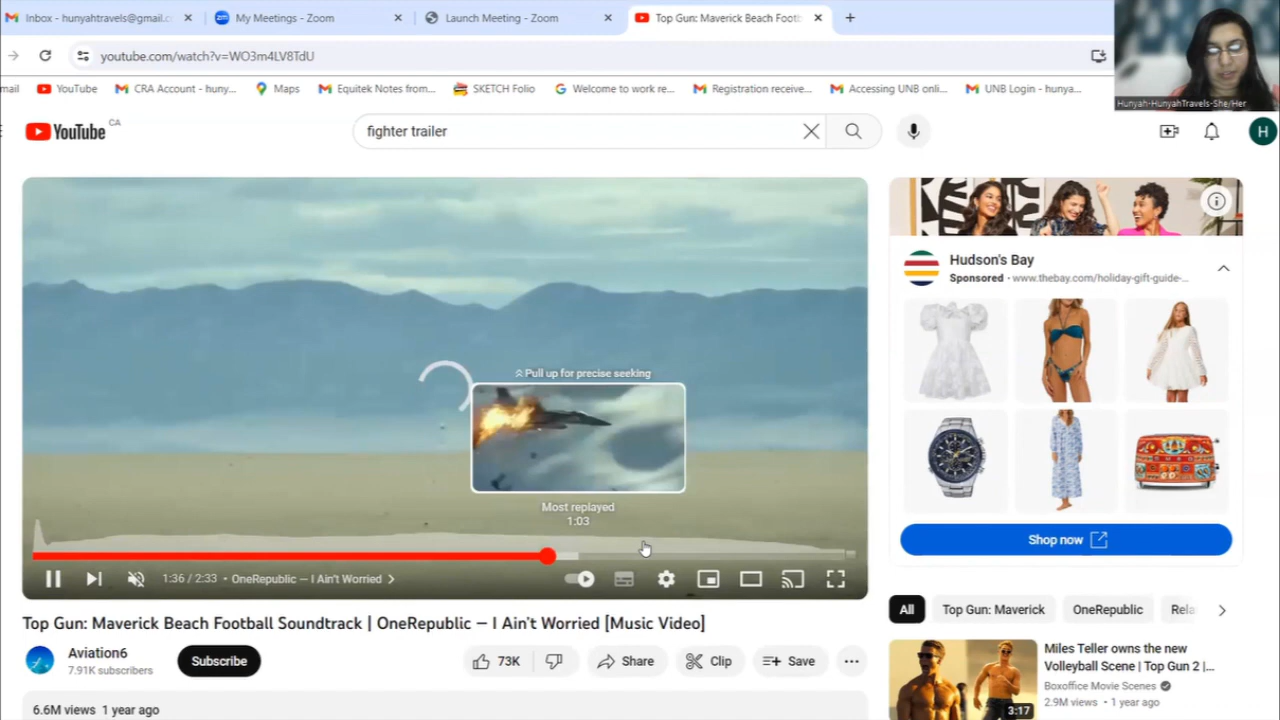 Inbox - hunyahtravels@gmail.c
My Meetings - Zoom
Launch Meeting - Zoom
Top Gun: Maverick Beach Footb
youtube.com/watch?v=WO3m4LV8TdU
mail
YouTube
CRA Account - huny...
Maps
Equitek Notes from...
SKETCH Folio
Welcome to work re...
Registration receive...
Accessing UNB onli...
UNB Login - hunya...
Hunyah-HunyahTravels-She/Her
YouTube CA
fighter trailer
H
Pull up for precise seeking
Most replayed
1:03
1:36 / 2:33 • OneRepublic — I Ain't Worried
Top Gun: Maverick Beach Football Soundtrack | OneRepublic — I Ain't Worried [Music Video]
Aviation6
7.91K subscribers
Subscribe
73K
Share
Clip
Save
6.6M views 1 year ago
Hudson's Bay
Sponsored · www.thebay.com/holiday-gift-guide-...
Shop now
All
Top Gun: Maverick
OneRepublic
Rela
Miles Teller owns the new
Volleyball Scene | Top Gun 2 |...
Boxoffice Movie Scenes
2.9M views • 1 year ago
3:17